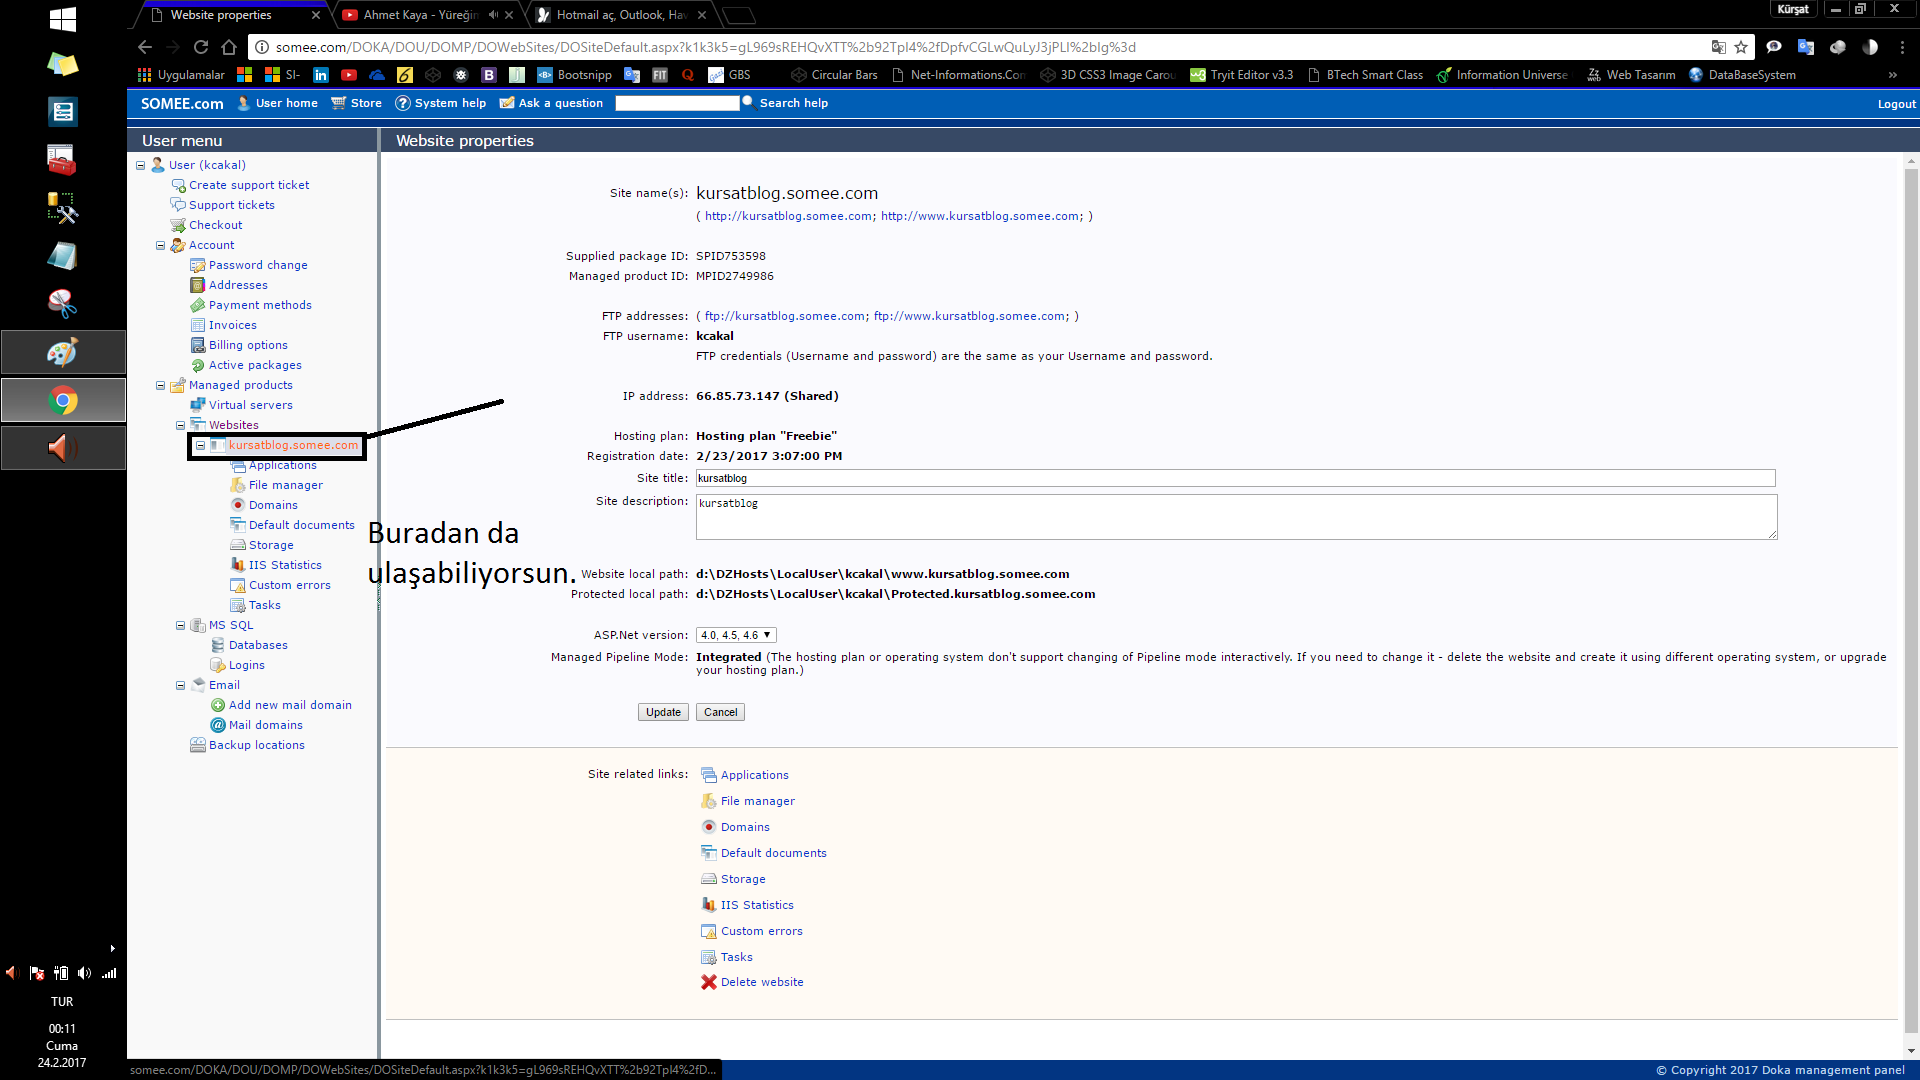 Website properties
Ahmet Kaya - Yüreğin
Hotmail aç, Outlook, Ha
Kürşat
somee.com/DOKA/DOU/DOMP/DOWebSites/DOSiteDefault.aspx?k1k3k5=gL969sREHQvXTT%2b92Tpl4%2fDpfvCGLwQuLyJ3jPLl%2bIg%3d
Uygulamalar
SI-
Bootsnipp
FIT
GBS
Circular Bars
Net-Informations.Com
3D CSS3 Image Carou
Tryit Editor v3.3
BTech Smart Class
Information Universe
Web Tasarım
DataBaseSystem
SOMEE.com
User home
Store
System help
Ask a question
Search help
Logout
User menu
User (kcakal)
Create support ticket
Support tickets
Checkout
Account
Password change
Addresses
Payment methods
Invoices
Billing options
Active packages
Managed products
Virtual servers
Websites
kursatblog.somee.com
Applications
File manager
Domains
Default documents
Storage
IIS Statistics
Custom errors
Tasks
MS SQL
Databases
Logins
Email
Add new mail domain
Mail domains
Backup locations
Buradan da
ulaşabiliyorsun.
Website properties
Site name(s): kursatblog.somee.com
( http://kursatblog.somee.com; http://www.kursatblog.somee.com; )
Supplied package ID: SPID753598
Managed product ID: MPID2749986
FTP addresses: ( ftp://kursatblog.somee.com; ftp://www.kursatblog.somee.com; )
FTP username: kcakal
FTP credentials (Username and password) are the same as your Username and password.
IP address: 66.85.73.147 (Shared)
Hosting plan: Hosting plan "Freebie"
Registration date: 2/23/2017 3:07:00 PM
Site title: kursatblog
Site description: kursatblog
Website local path: d:\DZHosts\LocalUser\kcakal\www.kursatblog.somee.com
Protected local path: d:\DZHosts\LocalUser\kcakal\Protected.kursatblog.somee.com
ASP.Net version: 4.0, 4.5, 4.6
Managed Pipeline Mode: Integrated (The hosting plan or operating system don't support changing of Pipeline mode interactively. If you need to change it - delete the website and create it using different operating system, or upgrade
your hosting plan.)
Update Cancel
Site related links: Applications
File manager
Domains
Default documents
Storage
IIS Statistics
Custom errors
Tasks
Delete website
TUR
00:11
Cuma
24.2.2017
somee.com/DOKA/DOU/DOMP/DOWebSites/DOSiteDefault.aspx?k1k3k5=gL969sREHQvXTT%2b92Tpl4%2fD...
© Copyright 2017 Doka management panel